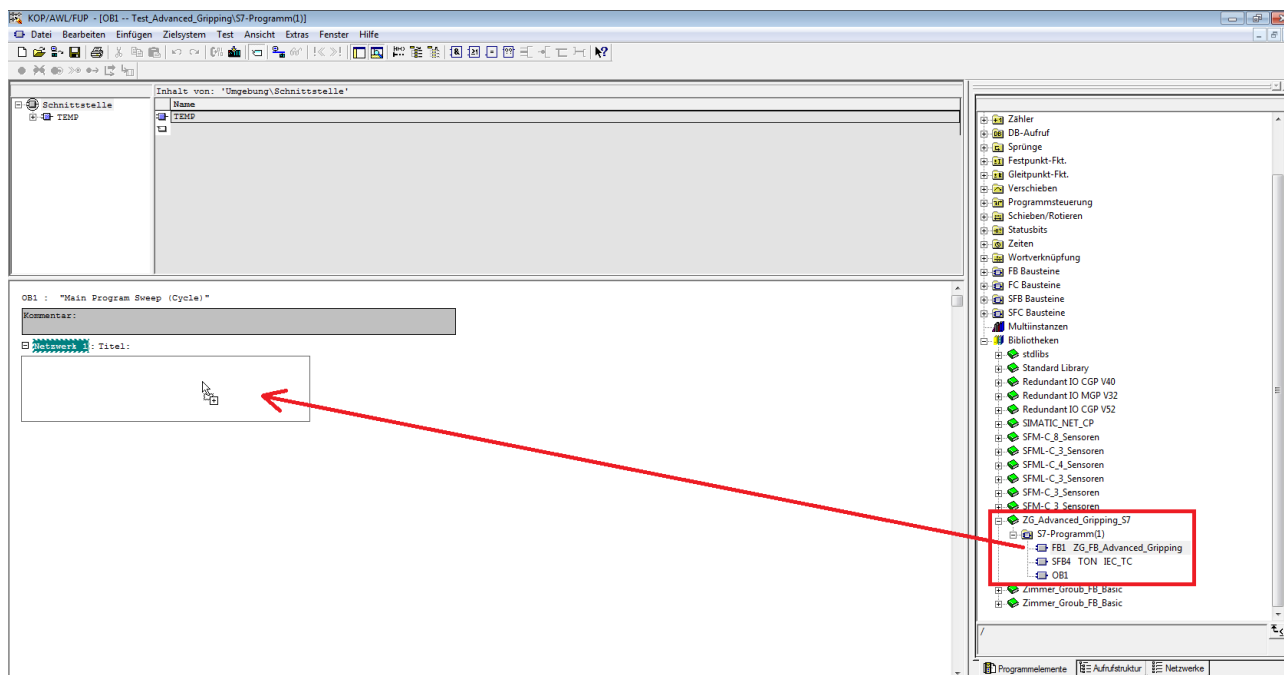 KOP/AWL/FUP - [OB1 -- Test_Advanced_Gripping\S7-Programm(1)]
Datei Bearbeiten Einfügen Zielsystem Test Ansicht Extras Fenster Hilfe
Inhalt von: 'Umgebung\Schnittstelle'
Schnittstelle
TEMP
Name
TEMP
OB1 : "Main Program Sweep (Cycle)"
Kommentar:
Netzwerk 1: Titel:
Zähler
DB-Aufruf
Sprünge
Festpunkt-Fkt.
Gleitpunkt-Fkt.
Verschieben
Programmsteuerung
Schieben/Rotieren
Statusbits
Zeiten
Wortverknüpfung
FB Bausteine
FC Bausteine
SFB Bausteine
SFC Bausteine
Multiinstanzen
Bibliotheken
stdlibs
Standard Library
Redundant IO CGP V40
Redundant IO MGP V32
Redundant IO CGP V52
SIMATIC_NET_CP
SFM-C_8_Sensoren
SFML-C_3_Sensoren
SFML-C_4_Sensoren
SFML-C_3_Sensoren
SFM-C_3_Sensoren
SFM-C_3_Sensoren
ZG_Advanced_Gripping_S7
S7-Programm(1)
FB1 ZG_FB_Advanced_Gripping
SFB4 TON IEC_TC
OB1
Zimmer_Groub_FB_Basic
Zimmer_Groub_FB_Basic
/
Programmelemente Aufrufstruktur Netzwerke